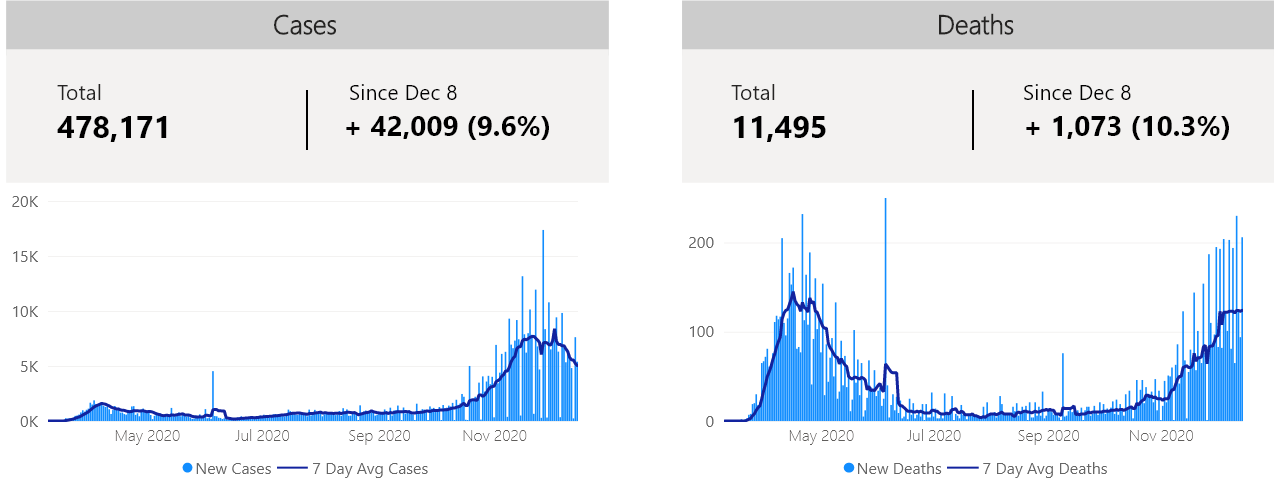 Cases
Total
Since Dec 8
478,171
+ 42,009 (9.6%)
20K
15K
10K
5K
0K
May 2020
Jul 2020
Sep 2020
Nov 2020
New Cases
7 Day Avg Cases
Deaths
Total
Since Dec 8
11,495
+ 1,073 (10.3%)
200
100
0
May 2020
Jul 2020
Sep 2020
Nov 2020
New Deaths
7 Day Avg Deaths